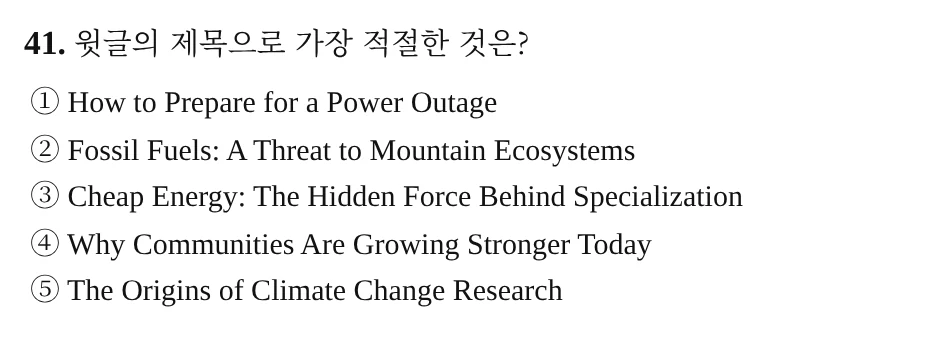 41. 윗글의 제목으로 가장 적절한 것은?
① How to Prepare for a Power Outage
② Fossil Fuels: A Threat to Mountain Ecosystems
③ Cheap Energy: The Hidden Force Behind Specialization
④ Why Communities Are Growing Stronger Today
⑤ The Origins of Climate Change Research